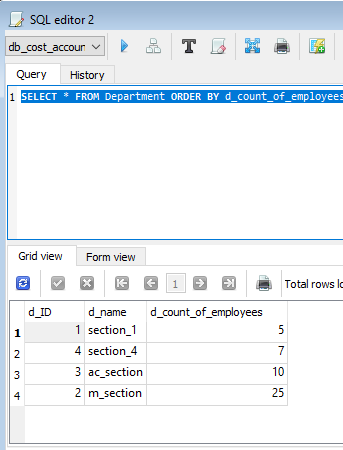 SQL editor 2
db_cost_accoun
Query History
1 SELECT * FROM Department ORDER BY d_count_of_employees
Grid view Form view
1 Total rows lo
d_ID d_name d_count_of_employees
1 1 section_1 5
2 4 section_4 7
3 3 ac_section 10
4 2 m_section 25